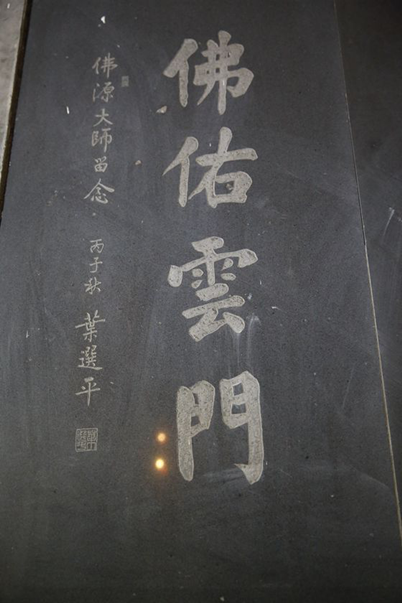 佛佑雲門
佛源大師留念
丙子秋 葉選平